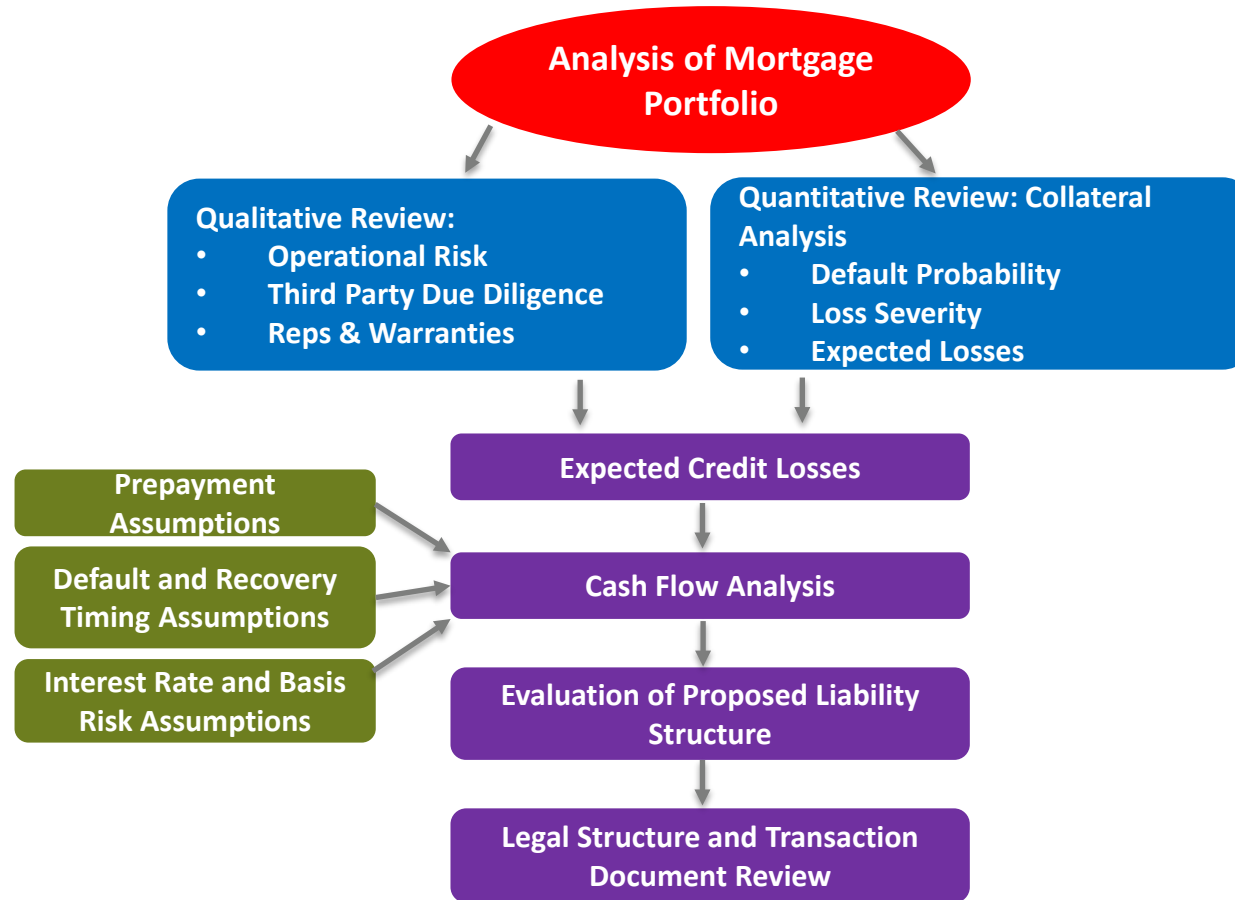 Analysis of Mortgage
Portfolio
Qualitative Review:
• Operational Risk
• Third Party Due Diligence
• Reps & Warranties
Quantitative Review: Collateral
Analysis
• Default Probability
• Loss Severity
• Expected Losses
Expected Credit Losses
Prepayment
Assumptions
Cash Flow Analysis
Default and Recovery
Timing Assumptions
Interest Rate and Basis
Risk Assumptions
Evaluation of Proposed Liability
Structure
Legal Structure and Transaction
Document Review